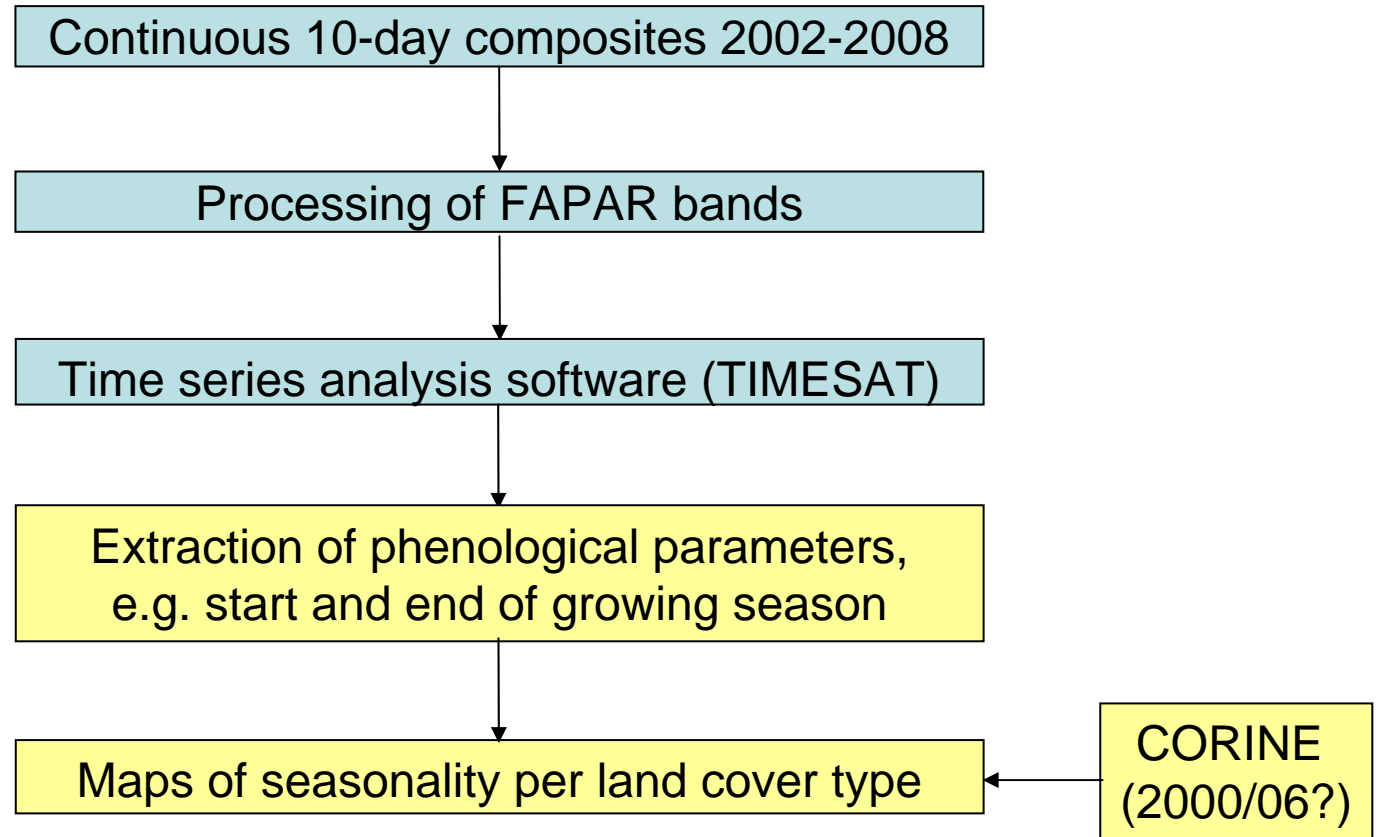 Continuous 10-day composites 2002-2008
Processing of FAPAR bands
Time series analysis software (TIMESAT)
Extraction of phenological parameters,
e.g. start and end of growing season
Maps of seasonality per land cover type
CORINE
(2000/06?)